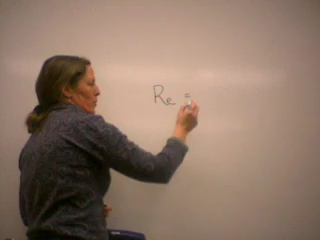 Re =